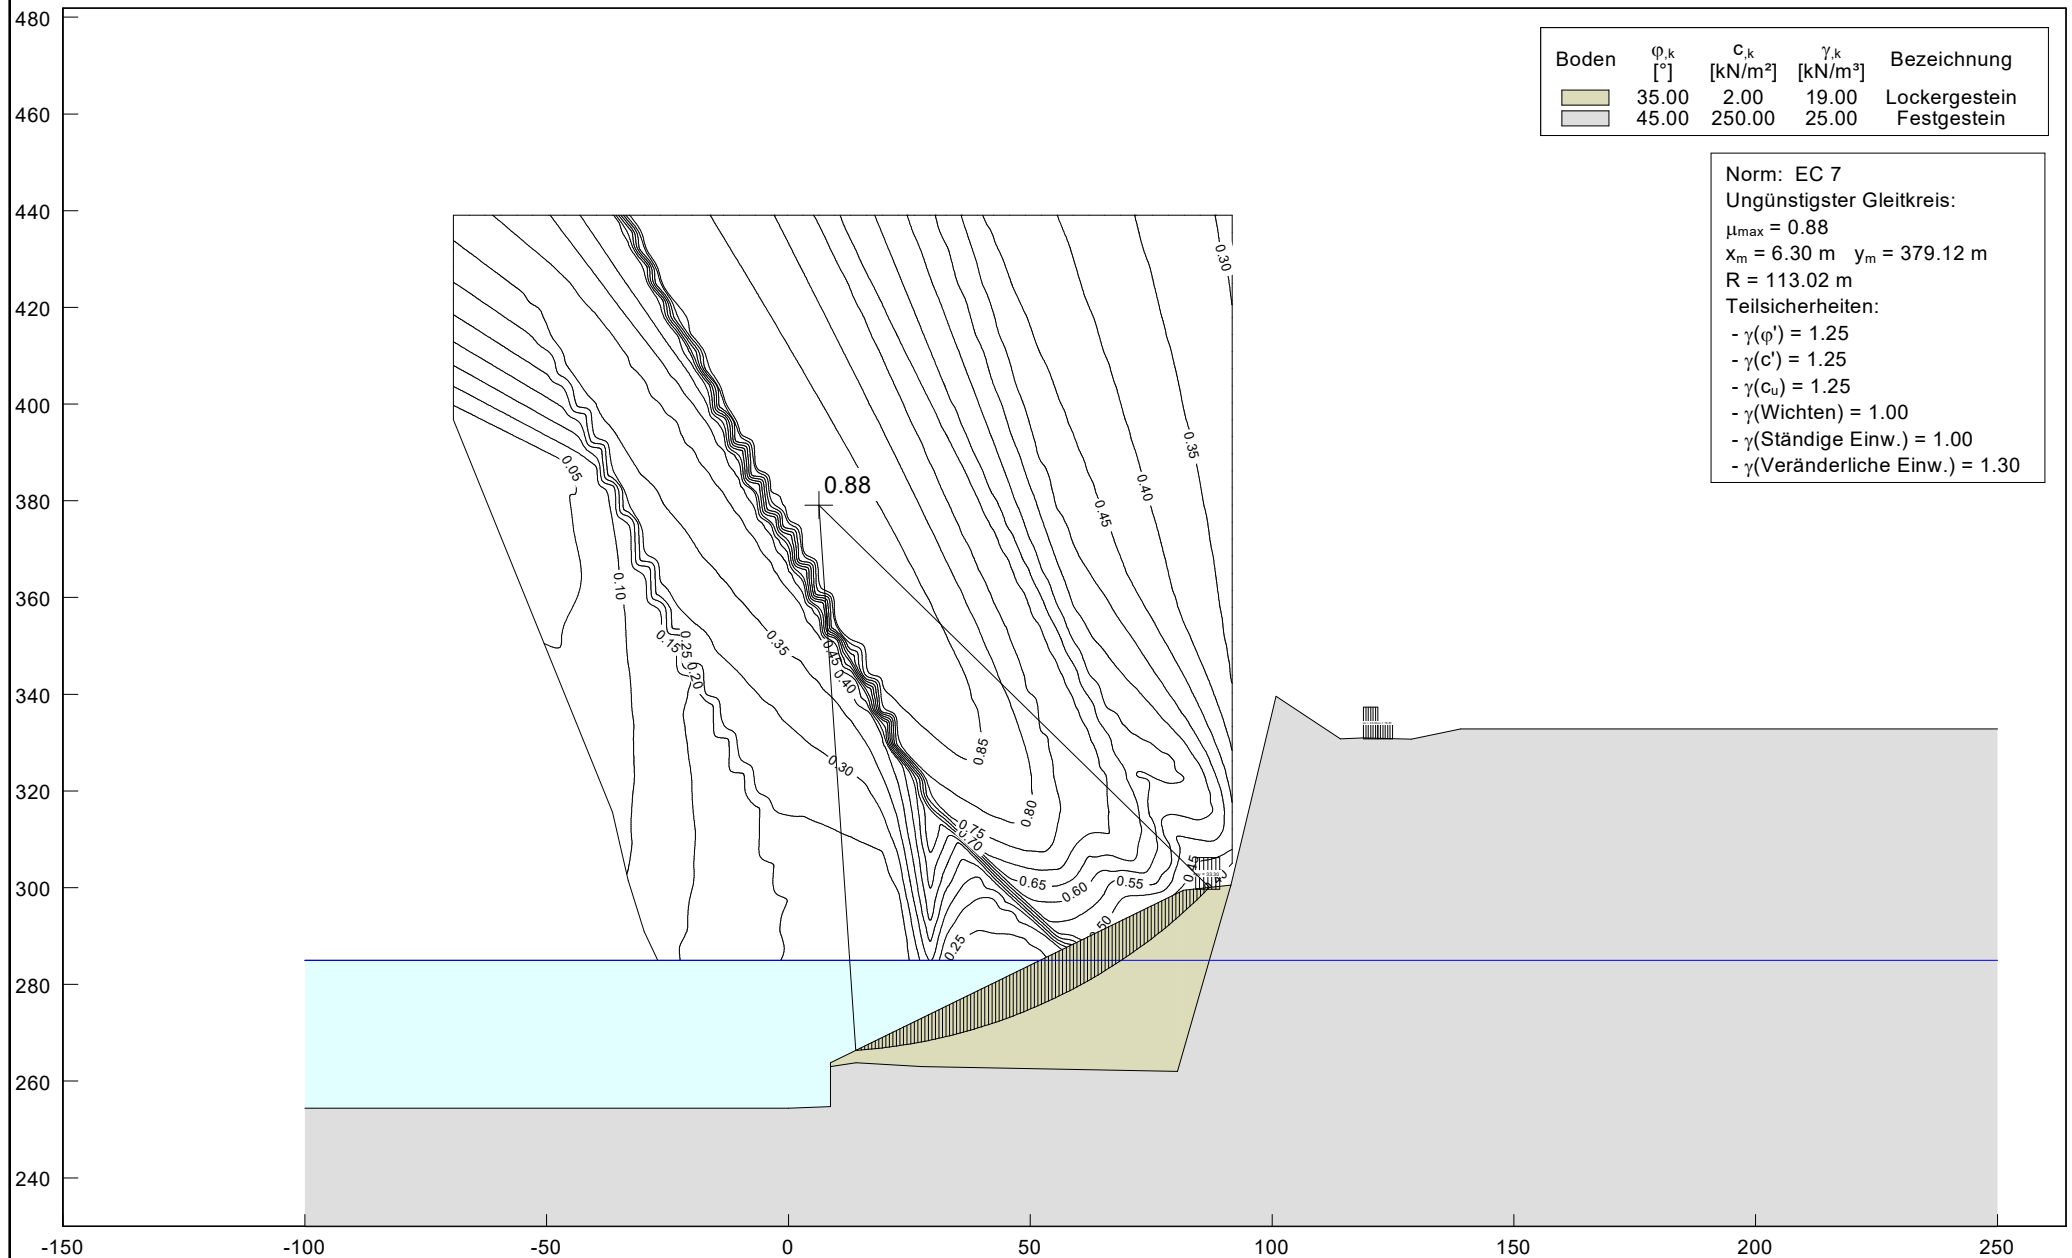 480
460
440
420
400
380
360
340
320
300
280
260
240
-150
-100
-50
0
50
100
150
200
250
Boden φ,k c,k γ,k Bezeichnung
[°] [kN/m²] [kN/m³]
35.00 2.00 19.00 Lockergestein
45.00 250.00 25.00 Festgestein
Norm: EC 7
Ungünstigster Gleitkreis:
μmax = 0.88
xm = 6.30 m ym = 379.12 m
R = 113.02 m
Teilsicherheiten:
- γ(φ') = 1.25
- γ(c') = 1.25
- γ(cu) = 1.25
- γ(Wichten) = 1.00
- γ(Ständige Einw.) = 1.00
- γ(Veränderliche Einw.) = 1.30
0.30
0.35
0.40
0.45
0.88
0.05
0.10
0.15
0.25
0.20
0.35
0.45
0.40
0.30
0.85
0.80
0.75
0.70
0.65
0.60
0.55
0.25